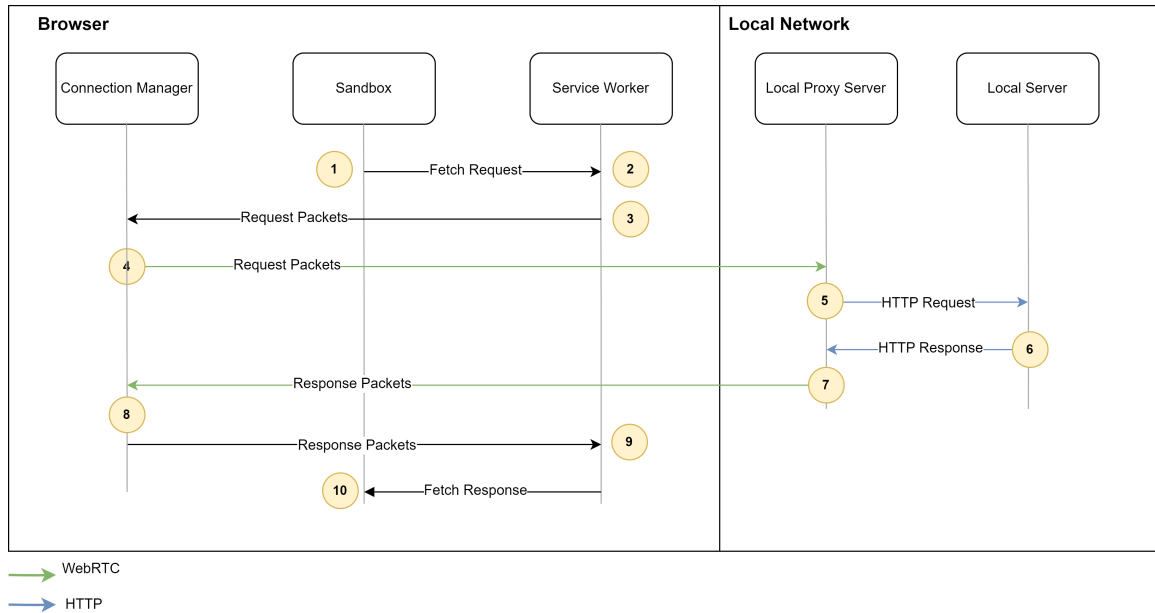 Browser
Local Network
Connection Manager
Sandbox
Service Worker
Local Proxy Server
Local Server
1
Fetch Request
2
Request Packets
3
4
Request Packets
5
HTTP Request
HTTP Response
6
Response Packets
7
8
Response Packets
9
10
Fetch Response
WebRTC
HTTP